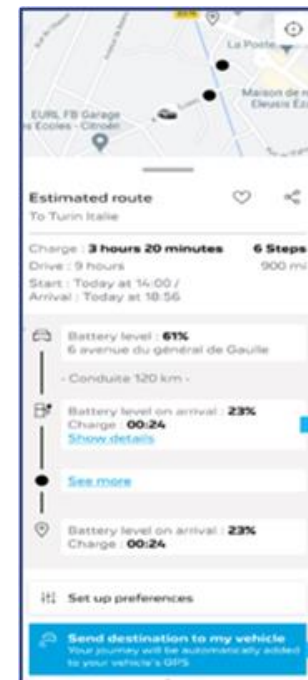 La Poste
Maison de
EURL FB Garage
Ecoles - Citroën
Estimated route
To Turin Italie
Charge : 3 hours 20 minutes 6 Steps
Drive : 9 hours 900 mi
Start : Today at 14:00 /
Arrival : Today at 18:56
Battery level : 61%
6 avenue du général de Gaulle
- Conduite 120 km -
Battery level on arrival : 23%
Charge : 00:24
Show details
See more
Battery level on arrival : 23%
Charge : 00:24
Set up preferences
Send destination to my vehicle
Your journey will be automatically added
to your vehicle's GPS